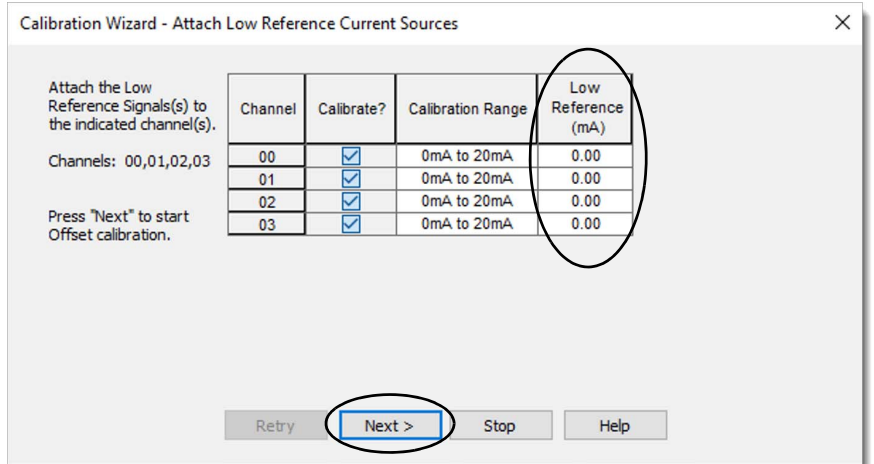 Calibration Wizard - Attach Low Reference Current Sources
Attach the Low
Reference Signals(s) to
the indicated channel(s).
Channels: 00,01,02,03
Press "Next" to start
Offset calibration.
Channel Calibrate? Calibration Range Low Reference (mA)
00 0mA to 20mA 0.00
01 0mA to 20mA 0.00
02 0mA to 20mA 0.00
03 0mA to 20mA 0.00
Retry Next > Stop Help